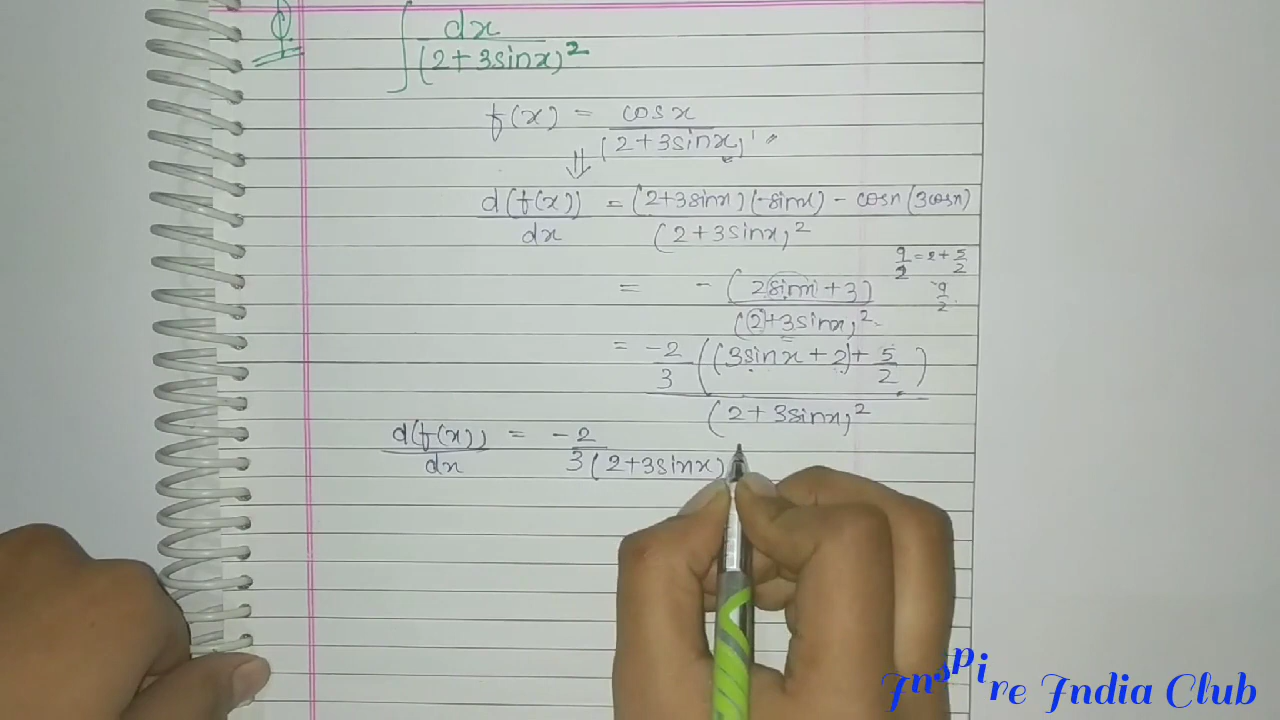 Q. ∫ dx
(2+3sinx)²
f(x) = cosx
(2+3sinx)¹
⇓
d(f(x)) = (2+3sinx)(-sinx) - cosx(3cosx)
dx (2+3sinx)²
9/2 = 2+5/2
= - (2sinx+3)
9/2
(2+3sinx)²
= -2/3 ((3sinx+2)+5/2)
(2+3sinx)²
d(f(x)) = -2
dx 3(2+3sinx)
Inspire India Club